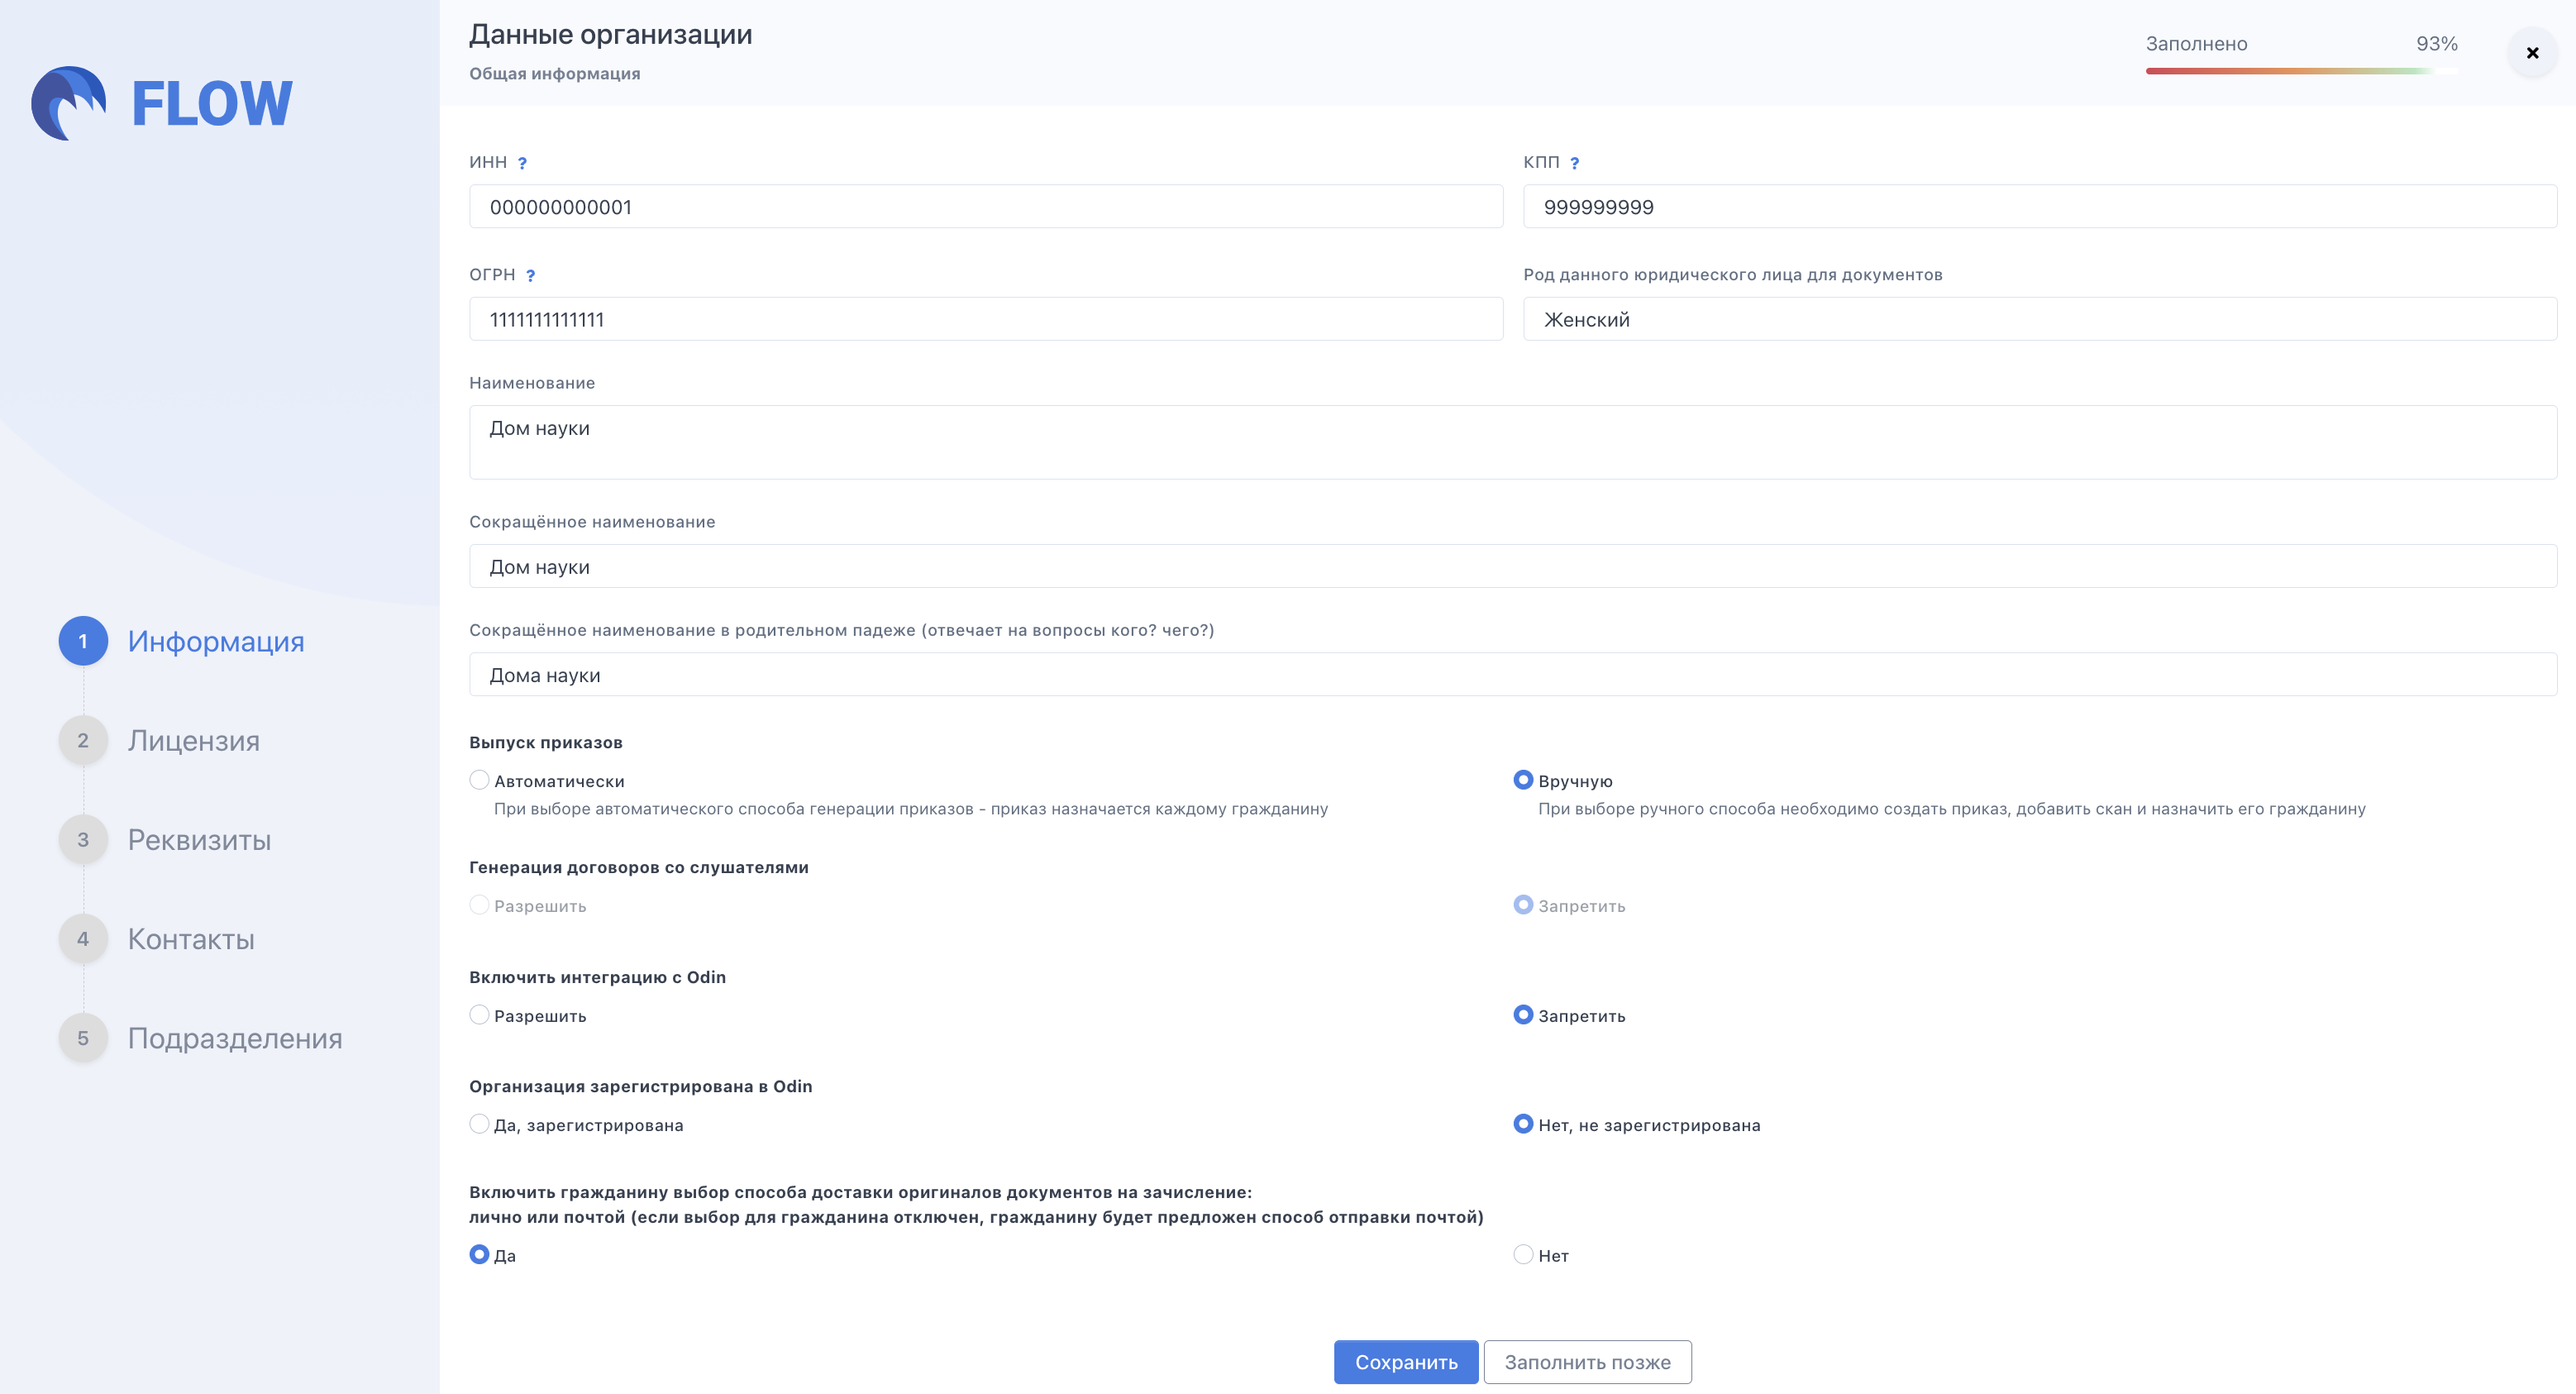 FLOW
1 Информация
2 Лицензия
3 Реквизиты
4 Контакты
5 Подразделения
Данные организации
Общая информация
Заполнено 93%
ИНН ?
000000000001
КПП ?
999999999
ОГРН ?
1111111111111
Род данного юридического лица для документов
Женский
Наименование
Дом науки
Сокращённое наименование
Дом науки
Сокращённое наименование в родительном падеже (отвечает на вопросы кого? чего?)
Дома науки
Выпуск приказов
Автоматически
При выборе автоматического способа генерации приказов - приказ назначается каждому гражданину
Вручную
При выборе ручного способа необходимо создать приказ, добавить скан и назначить его гражданину
Генерация договоров со слушателями
Разрешить
Запретить
Включить интеграцию с Odin
Разрешить
Запретить
Организация зарегистрирована в Odin
Да, зарегистрирована
Нет, не зарегистрирована
Включить гражданину выбор способа доставки оригиналов документов на зачисление:
лично или почтой (если выбор для гражданина отключен, гражданину будет предложен способ отправки почтой)
Да
Нет
Сохранить
Заполнить позже